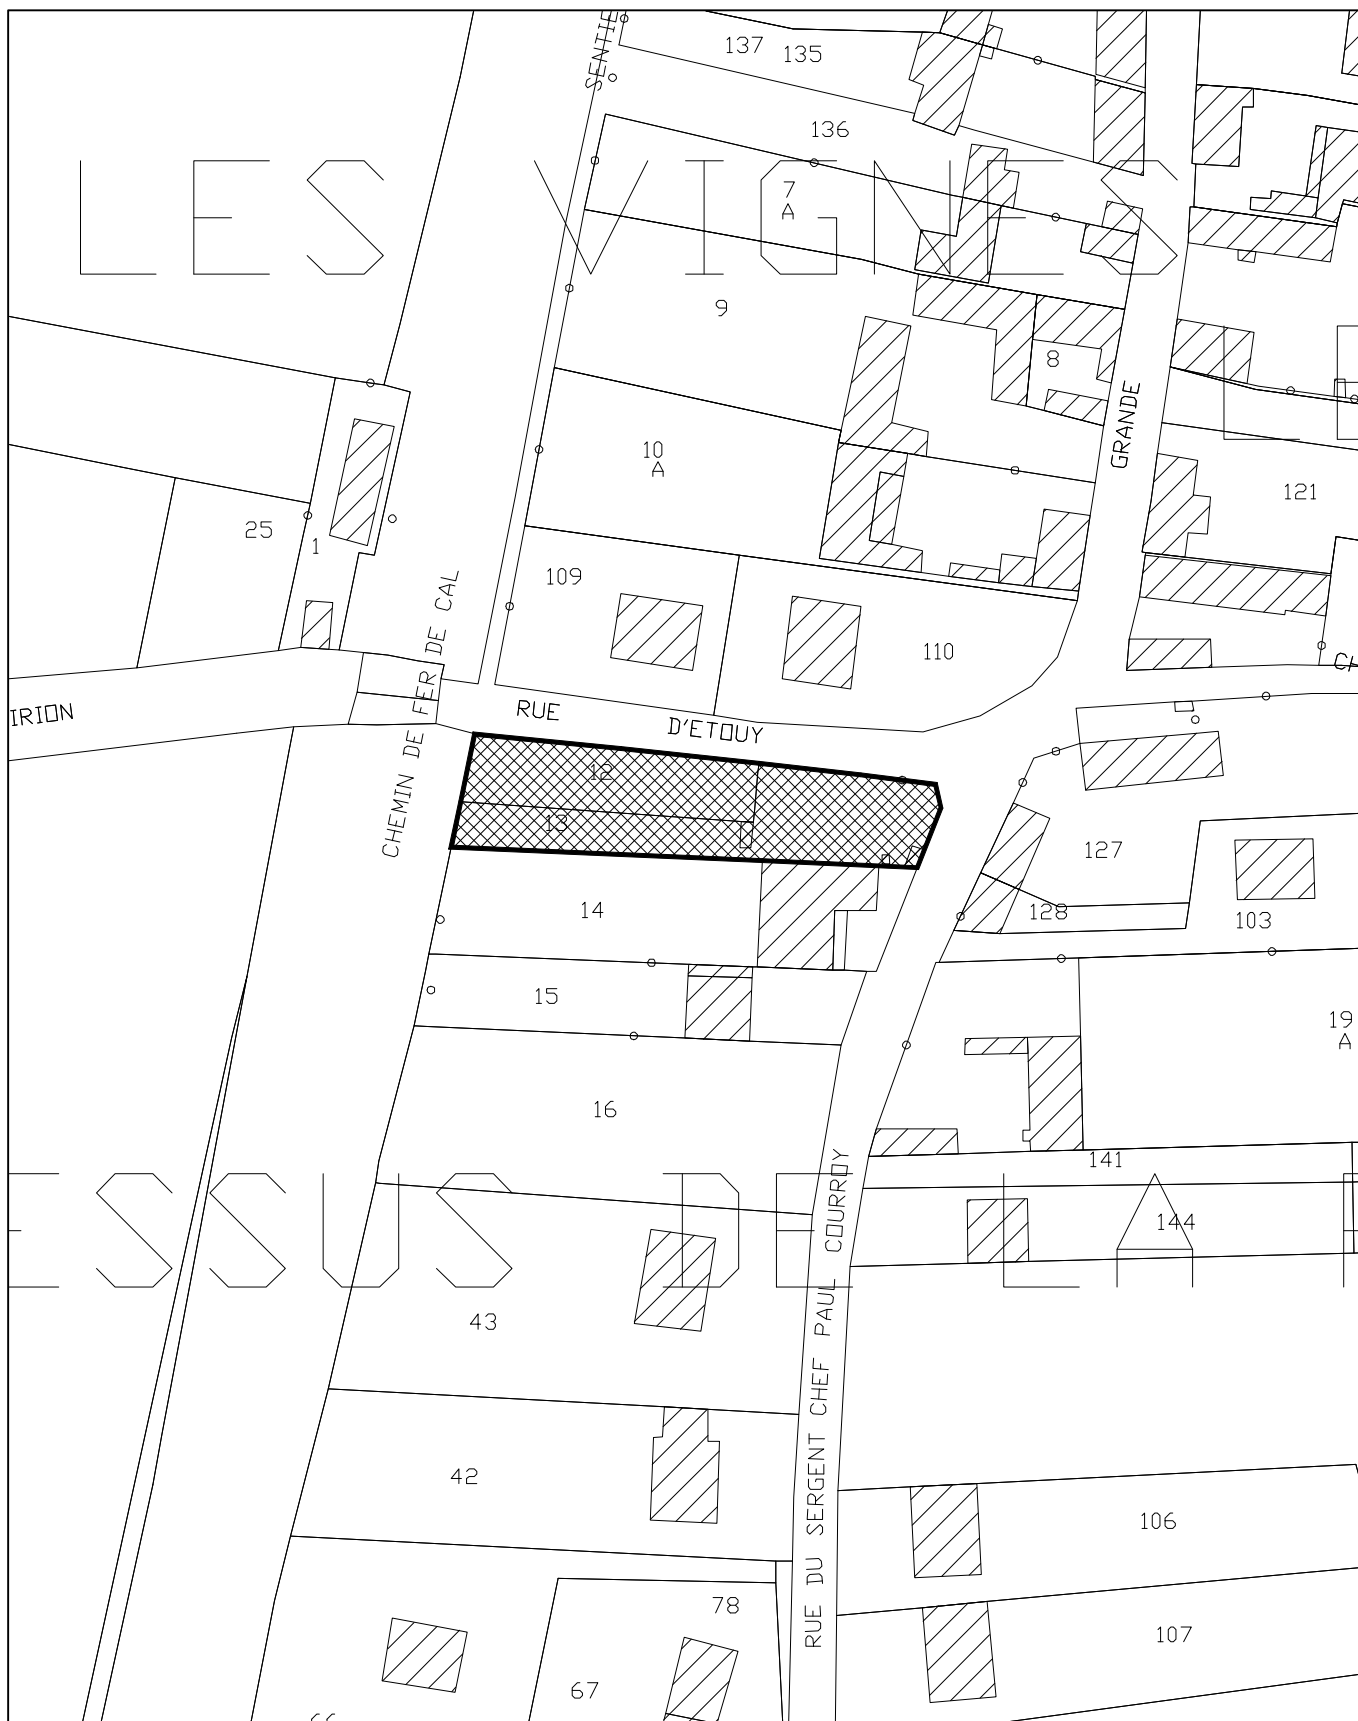 SENTIE
137 135
136
LES VIGNES
7
A
9
8
GRANDE
10
A
121
25
1
109
110
CHEMIN DE FER DE CAL
IRION
RUE D'ETOUY
12
13
127
128
103
14
15
19
A
16
141
ESSUS DE LA
144
RUE DU SERGENT CHEF PAUL COURROY
43
42
106
78
107
67